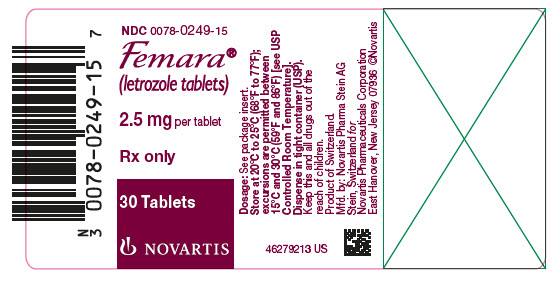 N
3 0078-0249-15 7
NDC 0078-0249-15
Femara®
(letrozole tablets)
2.5 mg per tablet
Rx only
30 Tablets
NOVARTIS
Dosage: See package insert.
Store at 20°C to 25°C (68°F to 77°F);
excursions are permitted between
15°C and 30°C (59°F and 86°F) [see USP
Controlled Room Temperature].
Dispense in tight container (USP).
Keep this and all drugs out of the
reach of children.
Product of Switzerland.
Mfd. by: Novartis Pharma Stein AG
Stein, Switzerland for
Novartis Pharmaceuticals Corporation
East Hanover, New Jersey 07936 ©Novartis
46279213 US